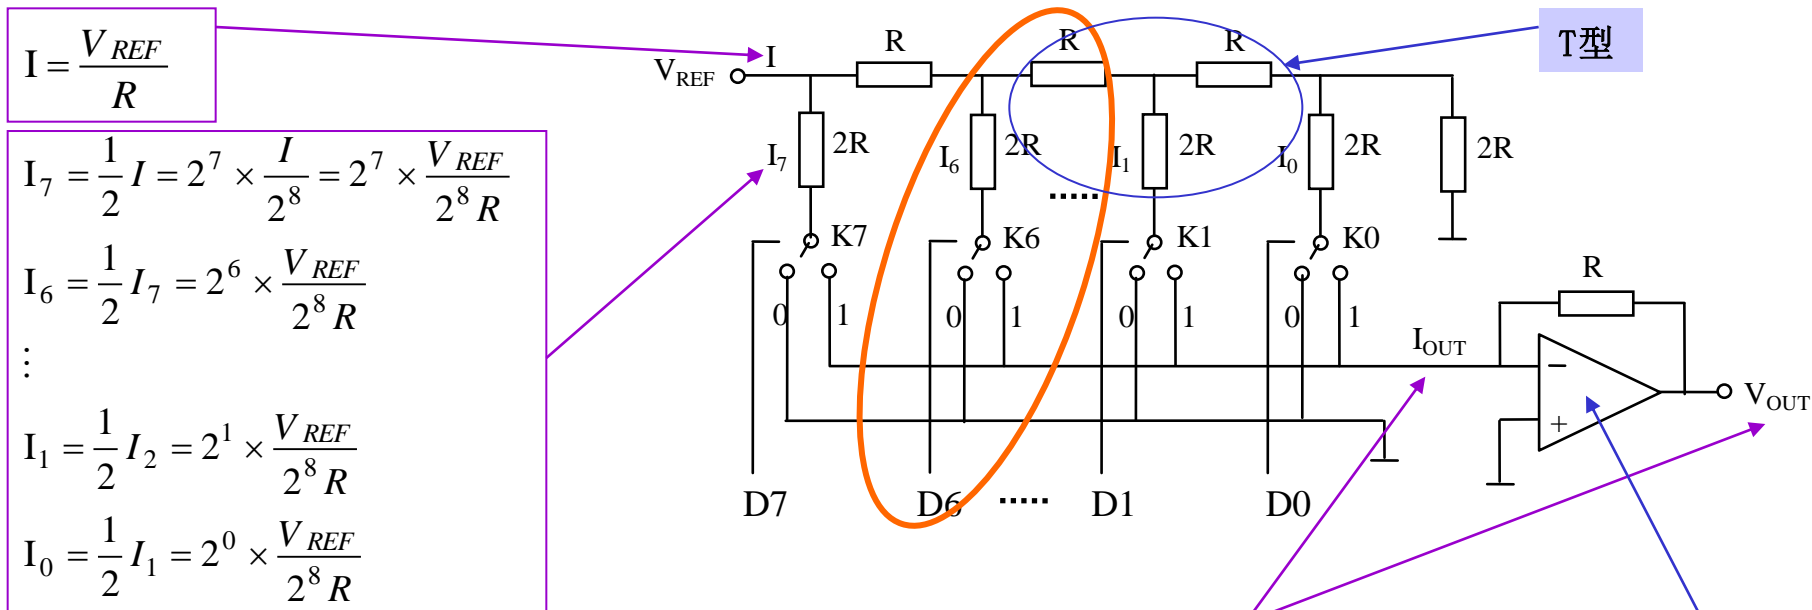 I = V_REF / R
I_7 = 1/2 I = 2^7 × I / 2^8 = 2^7 × V_REF / 2^8 R
I_6 = 1/2 I_7 = 2^6 × V_REF / 2^8 R
⋮
I_1 = 1/2 I_2 = 2^1 × V_REF / 2^8 R
I_0 = 1/2 I_1 = 2^0 × V_REF / 2^8 R
T型
V_REF I R R R
I_7 2R I_6 2R I_1 2R I_0 2R 2R
......
K7 K6 K1 K0
0 1 0 1 0 1 0 1
R
I_OUT
−
+
V_OUT
D7 D6 ...... D1 D0